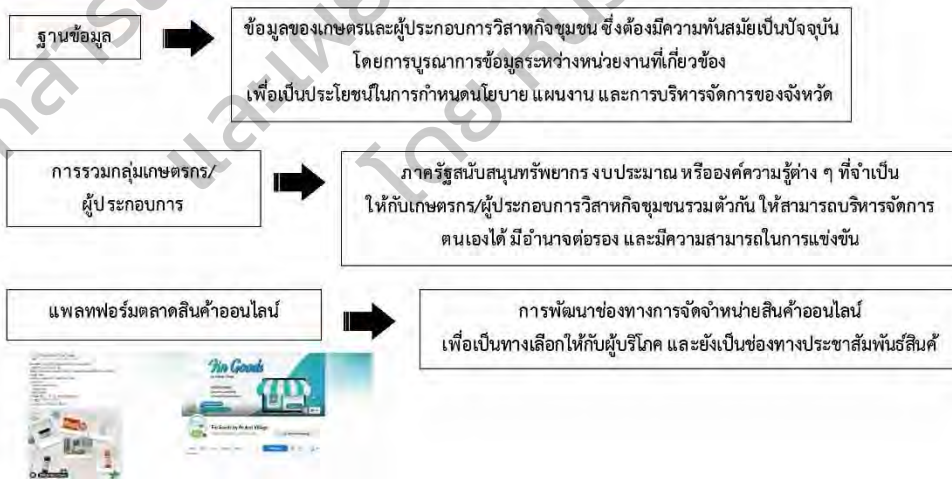 ฐานข้อมูล
ข้อมูลของเกษตรและผู้ประกอบการวิสาหกิจชุมชน ซึ่งต้องมีความทันสมัยเป็นปัจจุบัน
โดยการบูรณาการข้อมูลระหว่างหน่วยงานที่เกี่ยวข้อง
เพื่อเป็นประโยชน์ในการกำหนดนโยบาย แผนงาน และการบริหารจัดการของจังหวัด
การรวมกลุ่มเกษตรกร/
ผู้ประกอบการ
ภาครัฐสนับสนุนทรัพยากร งบประมาณ หรือองค์ความรู้ต่าง ๆ ที่จำเป็น
ให้กับเกษตรกร/ผู้ประกอบการวิสาหกิจชุมชนรวมตัวกัน ให้สามารถบริหารจัดการ
ตนเองได้ มีอำนาจต่อรอง และมีความสามารถในการแข่งขัน
แพลทฟอร์มตลาดสินค้าออนไลน์
การพัฒนาช่องทางการจัดจำหน่ายสินค้าออนไลน์
เพื่อเป็นทางเลือกให้กับผู้บริโภค และยังเป็นช่องทางประชาสัมพันธ์สินค้
Goods